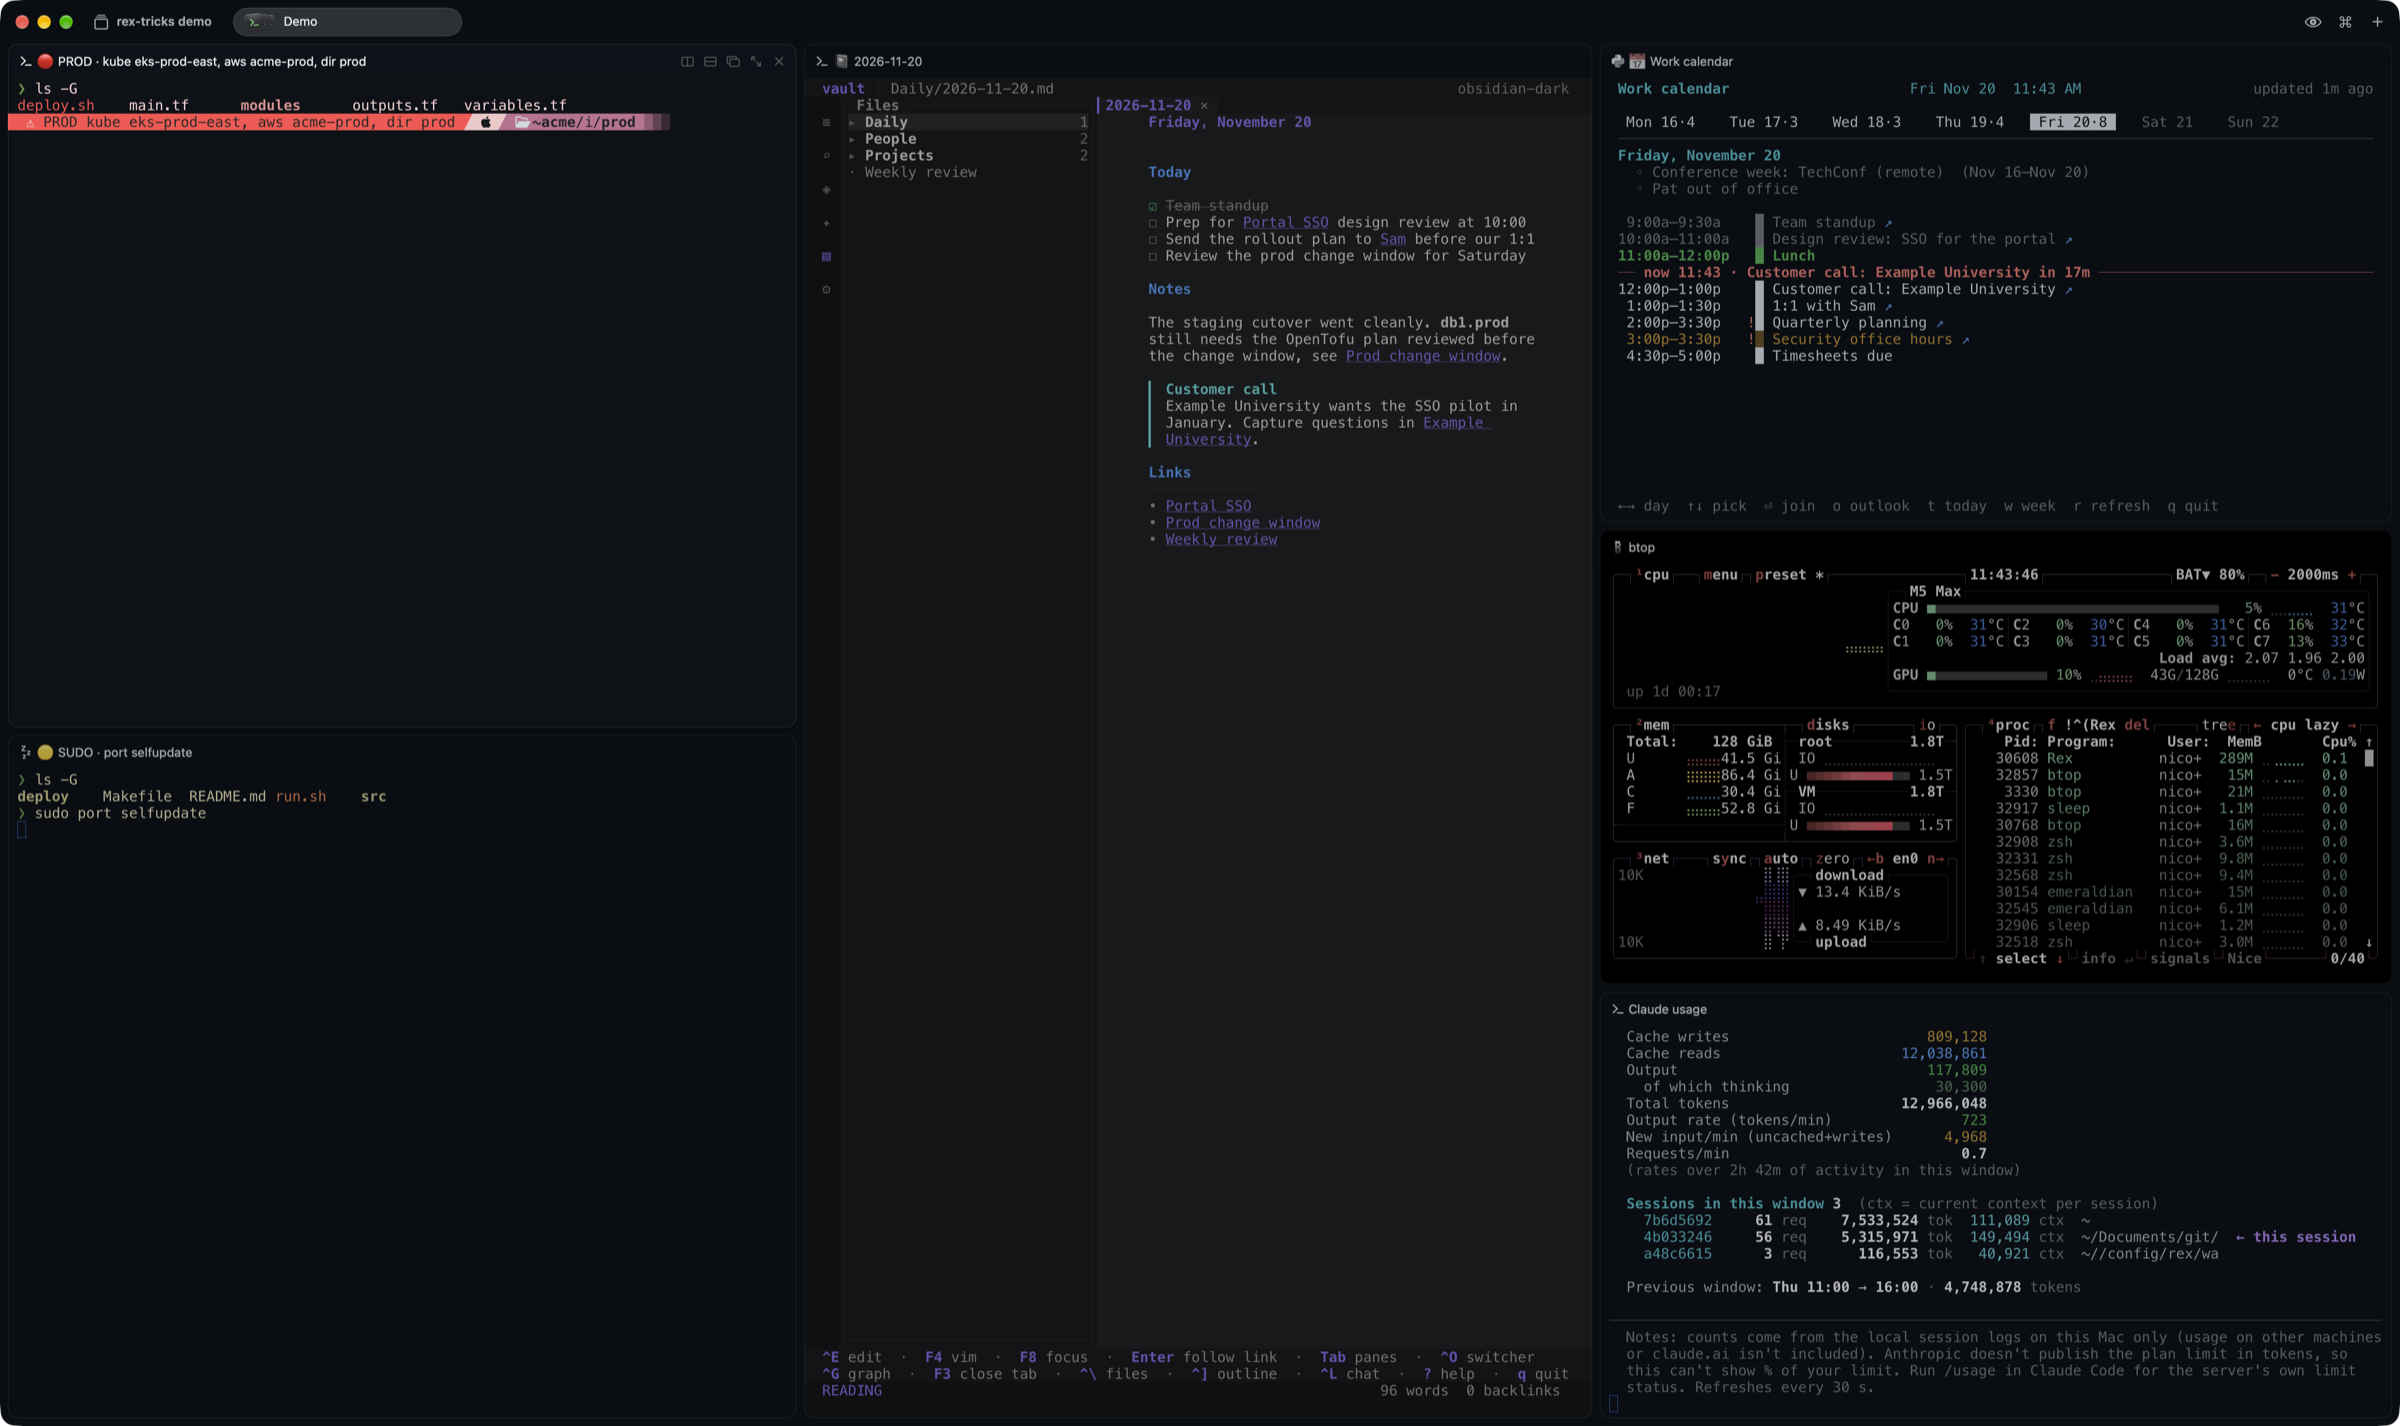 rex-tricks demo
Demo
PROD · kube eks-prod-east, aws acme-prod, dir prod
❯ ls -G
deploy.sh main.tf modules outputs.tf variables.tf
⚠ PROD kube eks-prod-east, aws acme-prod, dir prod ~acme/i/prod
SUDO · port selfupdate
❯ ls -G
deploy Makefile README.md run.sh src
❯ sudo port selfupdate
2026-11-20
vault Daily/2026-11-20.md obsidian-dark
Files
▸ Daily 1
▸ People 2
▸ Projects 2
· Weekly review
2026-11-20 ×
Friday, November 20
Today
☑ Team standup
☐ Prep for Portal SSO design review at 10:00
☐ Send the rollout plan to Sam before our 1:1
☐ Review the prod change window for Saturday
Notes
The staging cutover went cleanly. db1.prod
still needs the OpenTofu plan reviewed before
the change window, see Prod change window.
Customer call
Example University wants the SSO pilot in
January. Capture questions in Example
University.
Links
• Portal SSO
• Prod change window
• Weekly review
^E edit · F4 vim · F8 focus · Enter follow link · Tab panes · ^O switcher
^G graph · F3 close tab · ^\ files · ^] outline · ^L chat · ? help · q quit
READING 96 words 0 backlinks
Work calendar
Work calendar Fri Nov 20 11:43 AM updated 1m ago
Mon 16·4 Tue 17·3 Wed 18·3 Thu 19·4 Fri 20·8 Sat 21 Sun 22
Friday, November 20
◦ Conference week: TechConf (remote) (Nov 16–Nov 20)
◦ Pat out of office
9:00a–9:30a Team standup ↗
10:00a–11:00a Design review: SSO for the portal ↗
11:00a–12:00p Lunch
now 11:43 · Customer call: Example University in 17m
12:00p–1:00p Customer call: Example University ↗
1:00p–1:30p 1:1 with Sam ↗
2:00p–3:30p ! Quarterly planning ↗
3:00p–3:30p ! Security office hours ↗
4:30p–5:00p Timesheets due
←→ day ↑↓ pick ⏎ join o outlook t today w week r refresh q quit
btop
¹cpu menu preset * 11:43:46 BAT▼ 80% - 2000ms +
M5 Max
CPU 5% 31°C
C0 0% 31°C C2 0% 30°C C4 0% 31°C C6 16% 32°C
C1 0% 31°C C3 0% 31°C C5 0% 31°C C7 13% 33°C
Load avg: 2.07 1.96 2.00
GPU 10% 43G/128G 0°C 0.19W
up 1d 00:17
²mem
Total: 128 GiB
U 41.5 Gi
A 86.4 Gi
C 30.4 Gi
F 52.8 Gi
disks io
root 1.8T
IO
U 1.5T
VM 1.8T
IO
U 1.5T
³net sync auto zero ←b en0 n→
10K
download
▼ 13.4 KiB/s
▲ 8.49 KiB/s
upload
10K
⁴proc f !^(Rex del tree ← cpu lazy →
Pid: Program: User: MemB Cpu% ↑
30608 Rex nico+ 289M 0.1
32857 btop nico+ 15M 0.0
3330 btop nico+ 21M 0.0
32917 sleep nico+ 1.1M 0.0
30768 btop nico+ 16M 0.0
32908 zsh nico+ 3.6M 0.0
32331 zsh nico+ 9.8M 0.0
32568 zsh nico+ 9.4M 0.0
30154 emeraldian nico+ 15M 0.0
32545 emeraldian nico+ 6.1M 0.0
32906 sleep nico+ 1.2M 0.0
32518 zsh nico+ 3.0M 0.0 ↓
↑ select ↓ info ↵ signals Nice 0/40
Claude usage
Cache writes 809,128
Cache reads 12,038,861
Output 117,809
of which thinking 30,300
Total tokens 12,966,048
Output rate (tokens/min) 723
New input/min (uncached+writes) 4,968
Requests/min 0.7
(rates over 2h 42m of activity in this window)
Sessions in this window 3 (ctx = current context per session)
7b6d5692 61 req 7,533,524 tok 111,089 ctx ~
4b033246 56 req 5,315,971 tok 149,494 ctx ~/Documents/git/ ← this session
a48c6615 3 req 116,553 tok 40,921 ctx ~//config/rex/wa
Previous window: Thu 11:00 → 16:00 · 4,748,878 tokens
Notes: counts come from the local session logs on this Mac only (usage on other machines
or claude.ai isn't included). Anthropic doesn't publish the plan limit in tokens, so
this can't show % of your limit. Run /usage in Claude Code for the server's own limit
status. Refreshes every 30 s.